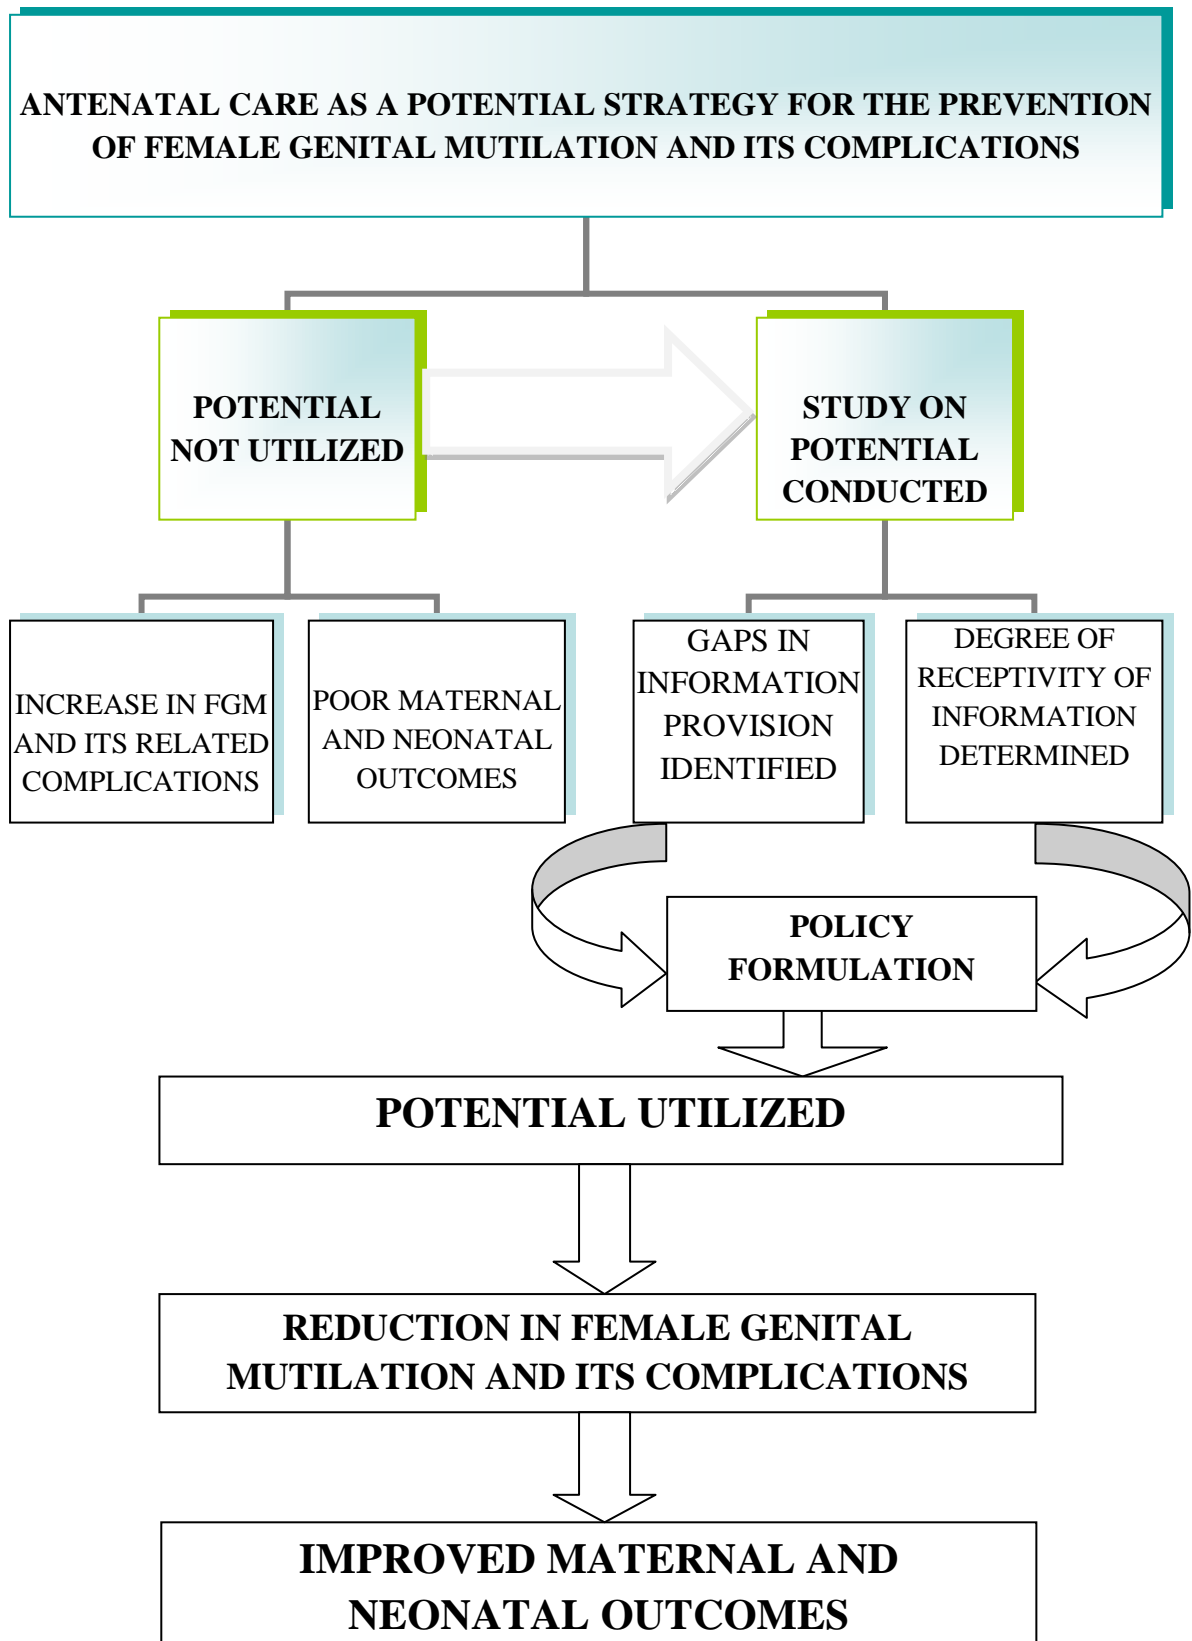 ANTENATAL CARE AS A POTENTIAL STRATEGY FOR THE PREVENTION
OF FEMALE GENITAL MUTILATION AND ITS COMPLICATIONS
POTENTIAL
NOT UTILIZED
STUDY ON
POTENTIAL
CONDUCTED
INCREASE IN FGM
AND ITS RELATED
COMPLICATIONS
POOR MATERNAL
AND NEONATAL
OUTCOMES
GAPS IN
INFORMATION
PROVISION
IDENTIFIED
DEGREE OF
RECEPTIVITY OF
INFORMATION
DETERMINED
POLICY
FORMULATION
POTENTIAL UTILIZED
REDUCTION IN FEMALE GENITAL
MUTILATION AND ITS COMPLICATIONS
IMPROVED MATERNAL AND
NEONATAL OUTCOMES